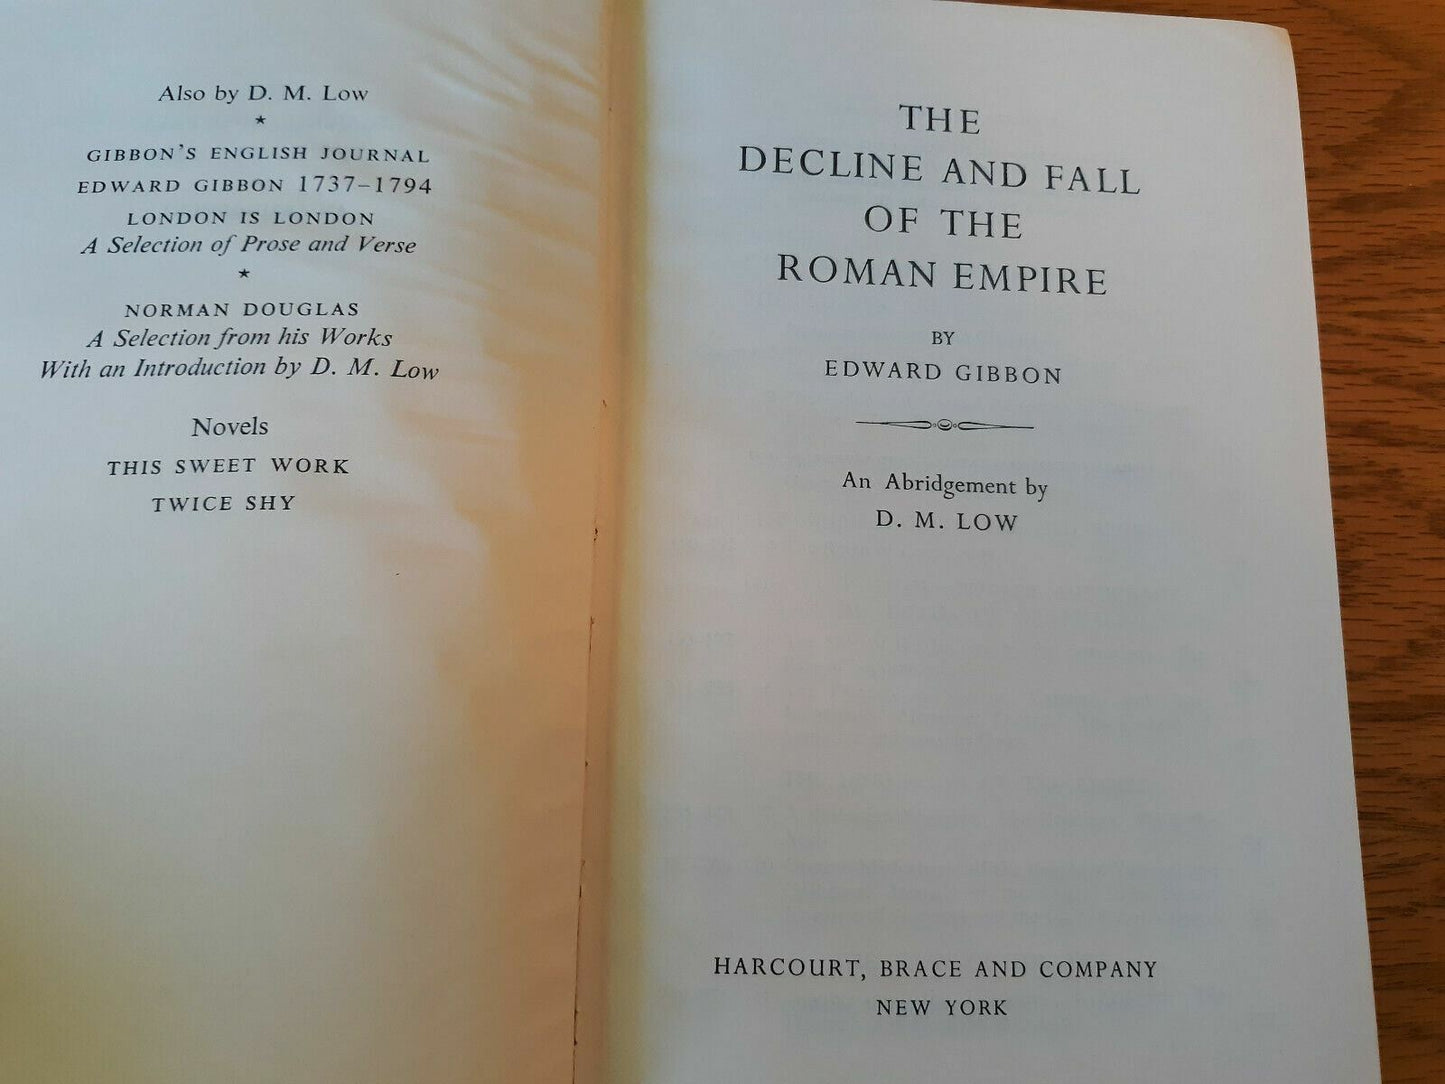 Also by D. M. Low
★
GIBBON'S ENGLISH JOURNAL
EDWARD GIBBON 1737–1794
LONDON IS LONDON
A Selection of Prose and Verse
★
NORMAN DOUGLAS
A Selection from his Works
With an Introduction by D. M. Low
Novels
THIS SWEET WORK
TWICE SHY
THE
DECLINE AND FALL
OF THE
ROMAN EMPIRE
BY
EDWARD GIBBON
An Abridgement by
D. M. LOW
HARCOURT, BRACE AND COMPANY
NEW YORK